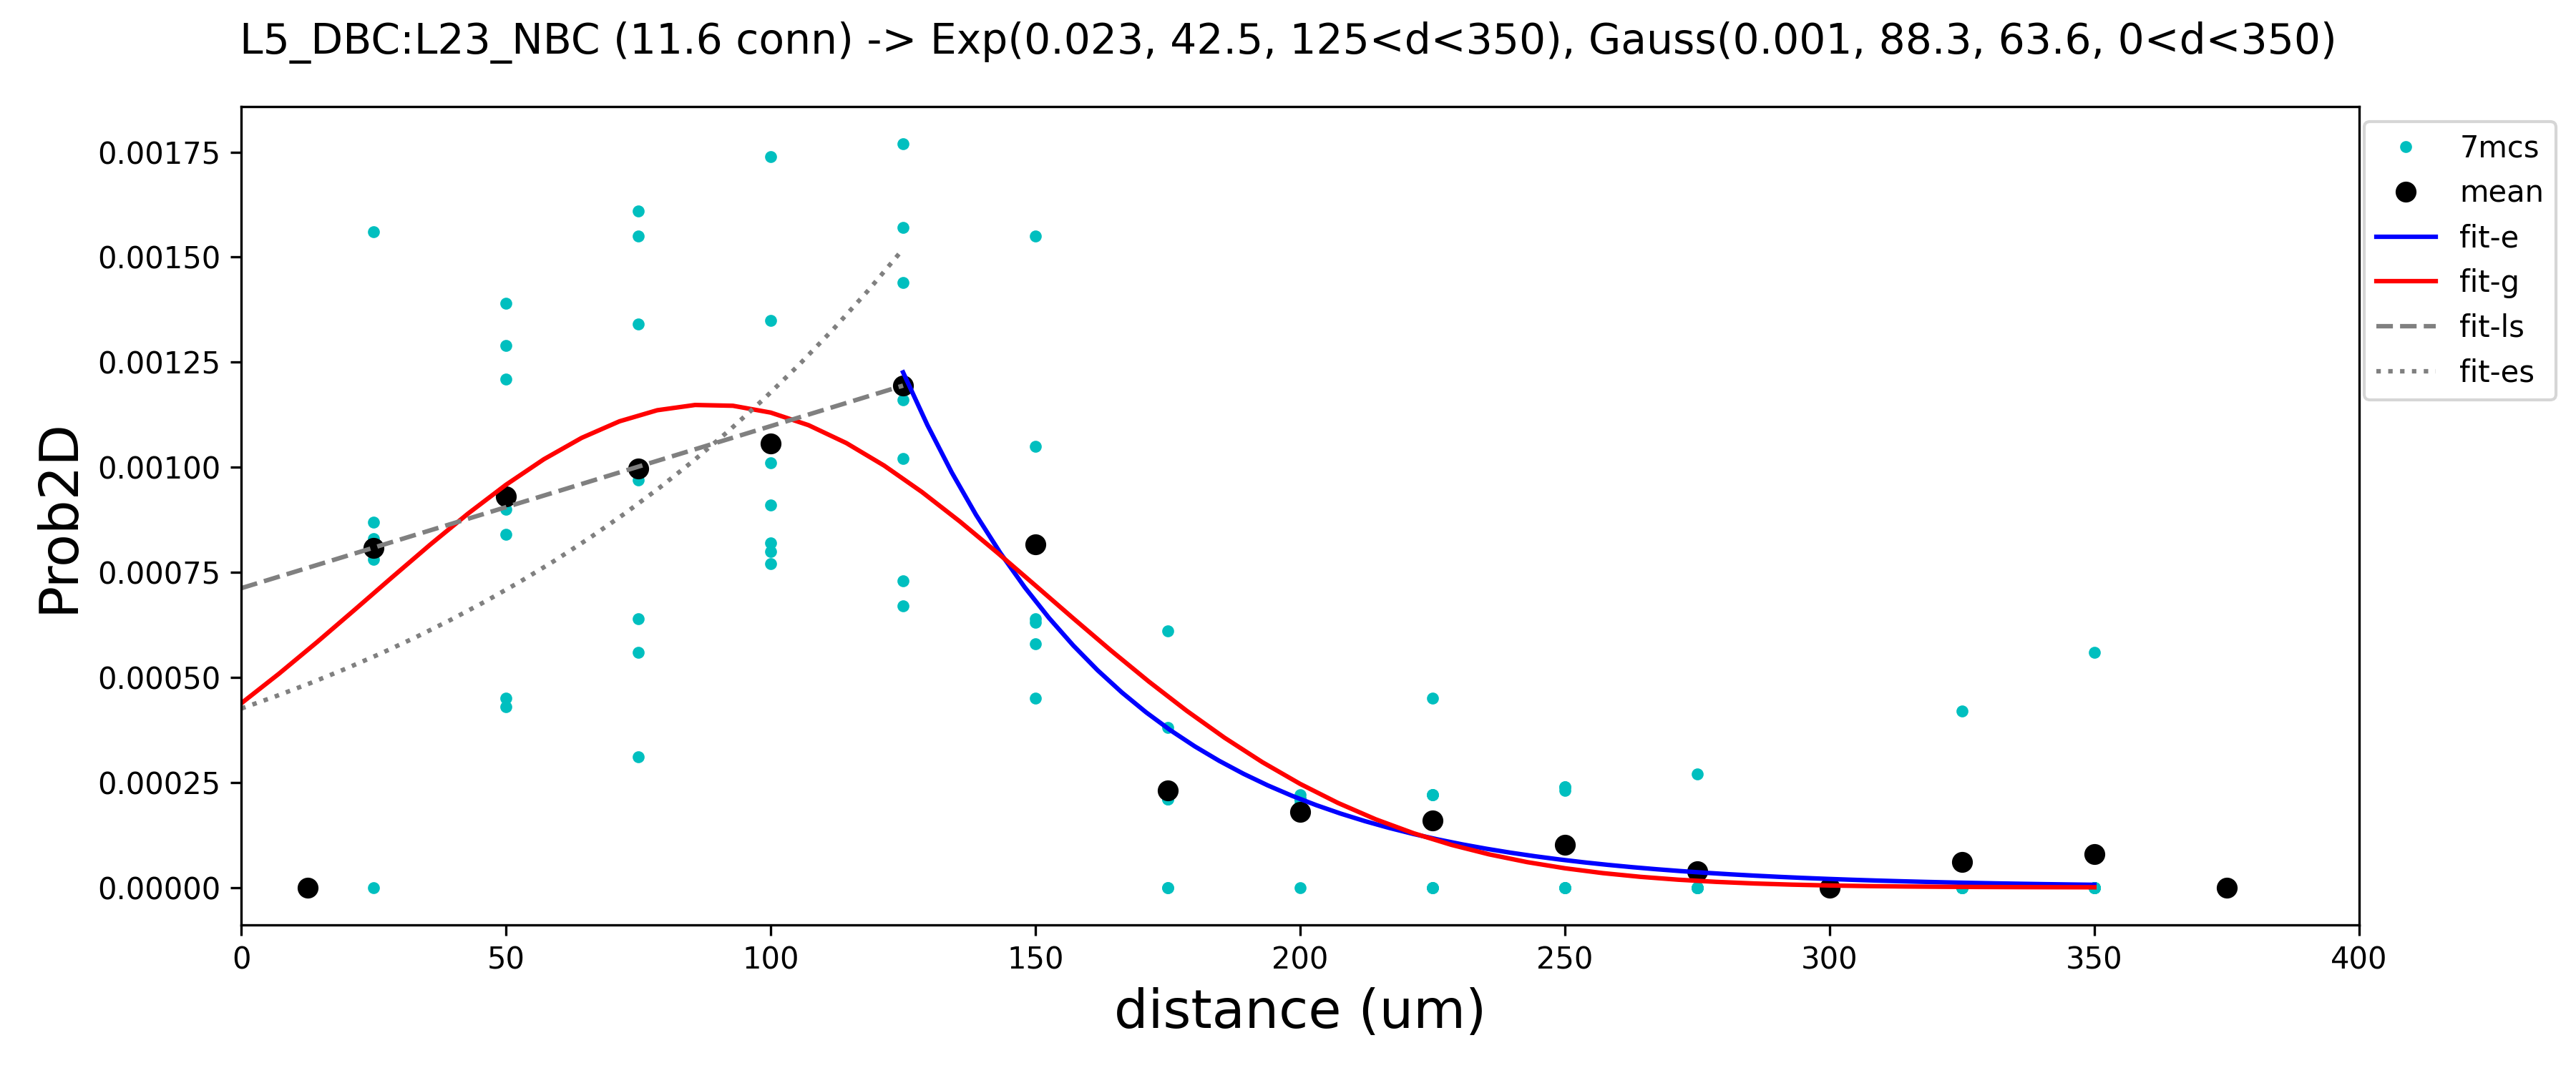 L5_DBC:L23_NBC (11.6 conn) -> Exp(0.023, 42.5, 125<d<350), Gauss(0.001, 88.3, 63.6, 0<d<350)
0.00175
0.00150
0.00125
0.00100
0.00075
0.00050
0.00025
0.00000
Prob2D
0 50 100 150 200 250 300 350 400
distance (um)
7mcs
mean
fit-e
fit-g
fit-ls
fit-es